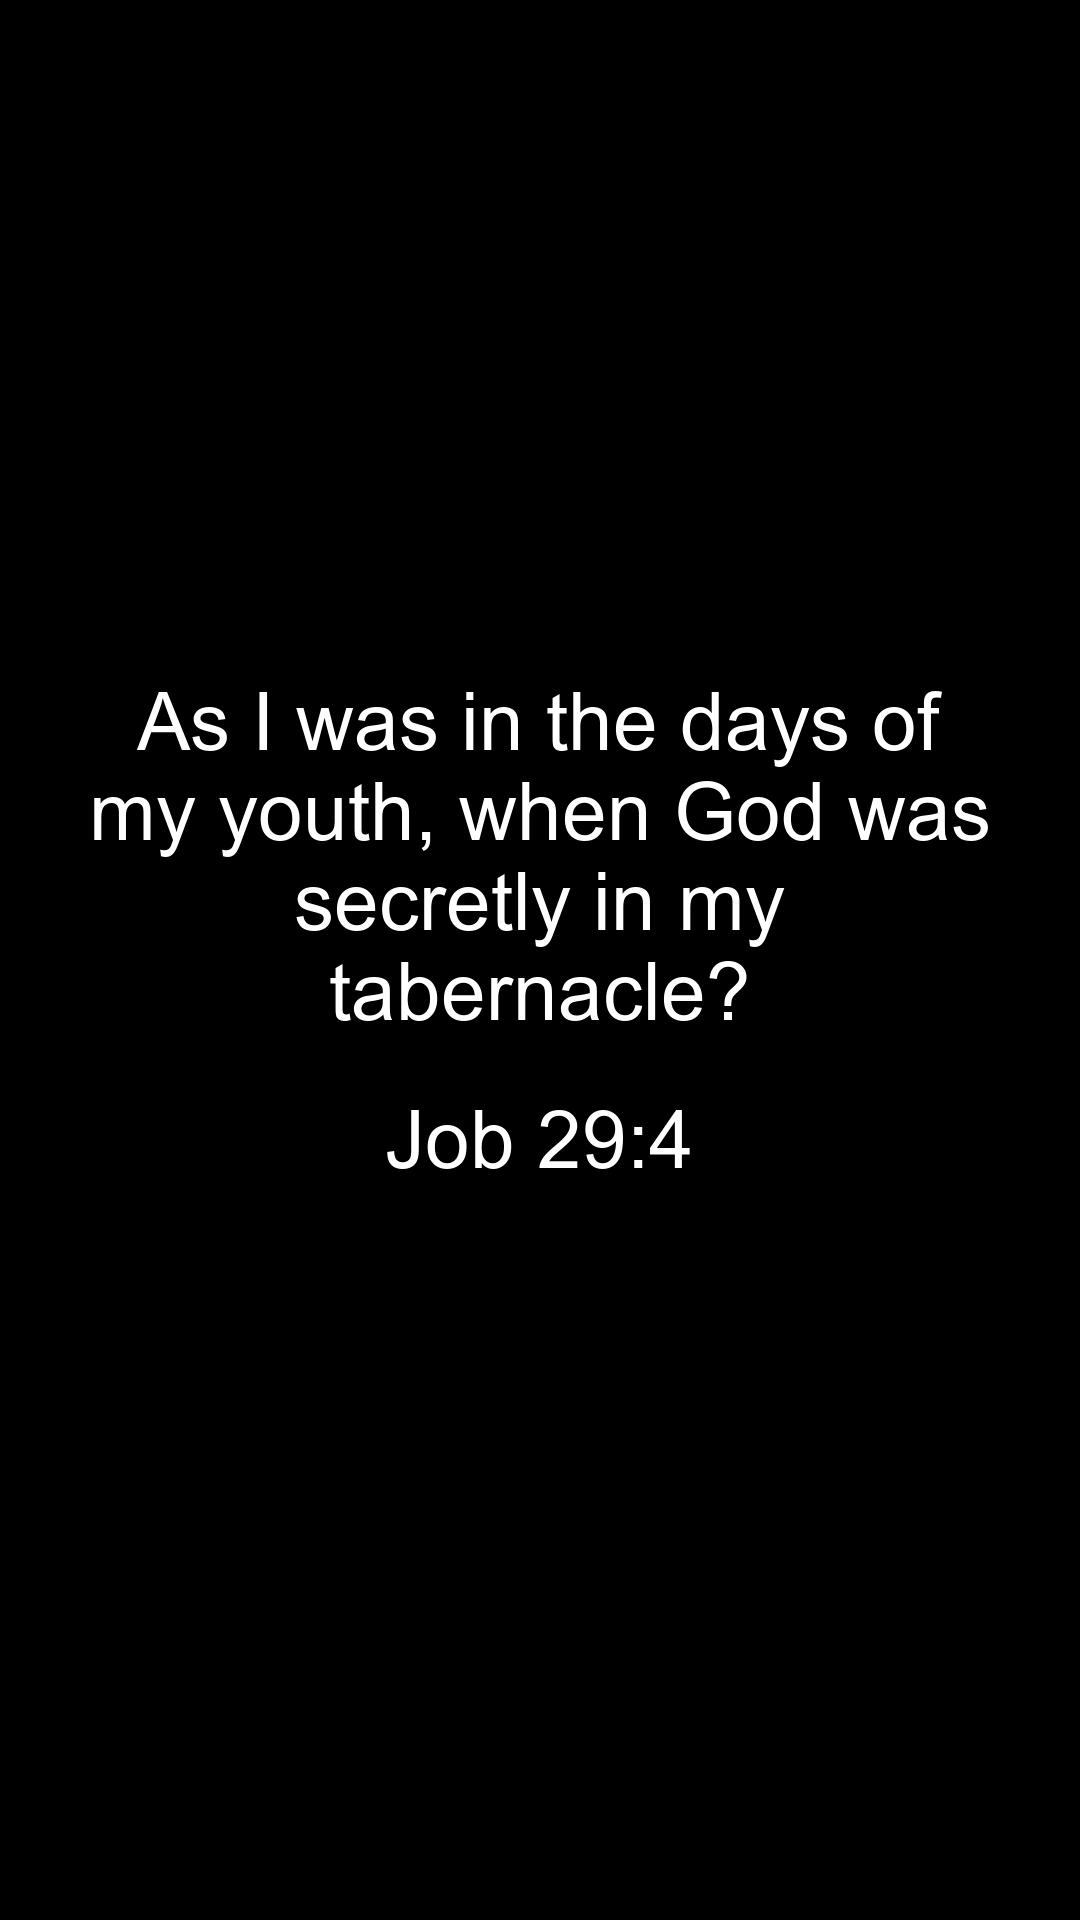 As I was in the days of
my youth, when God was
secretly in my
tabernacle?
Job 29:4